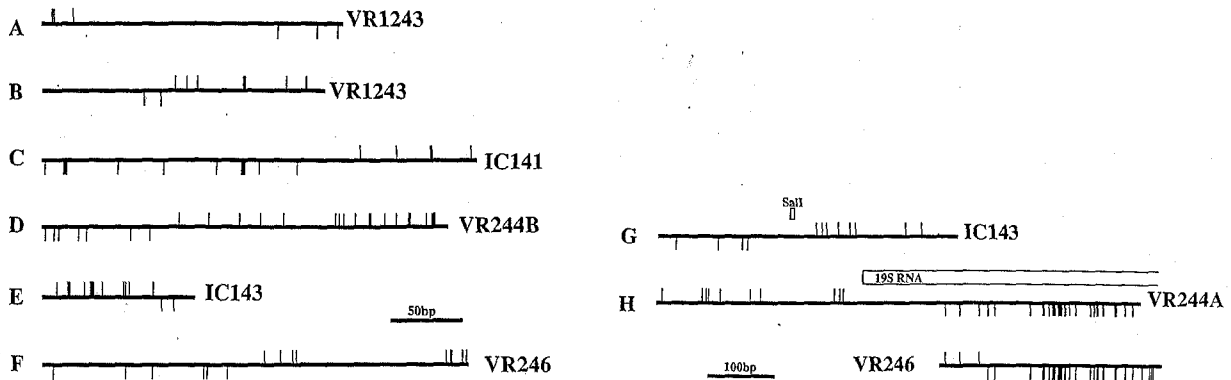 A VR1243
B VR1243
C IC141
D VR244B
E IC143
50bp
F VR246
SalI
G IC143
19S RNA
H VR244A
100bp
VR246